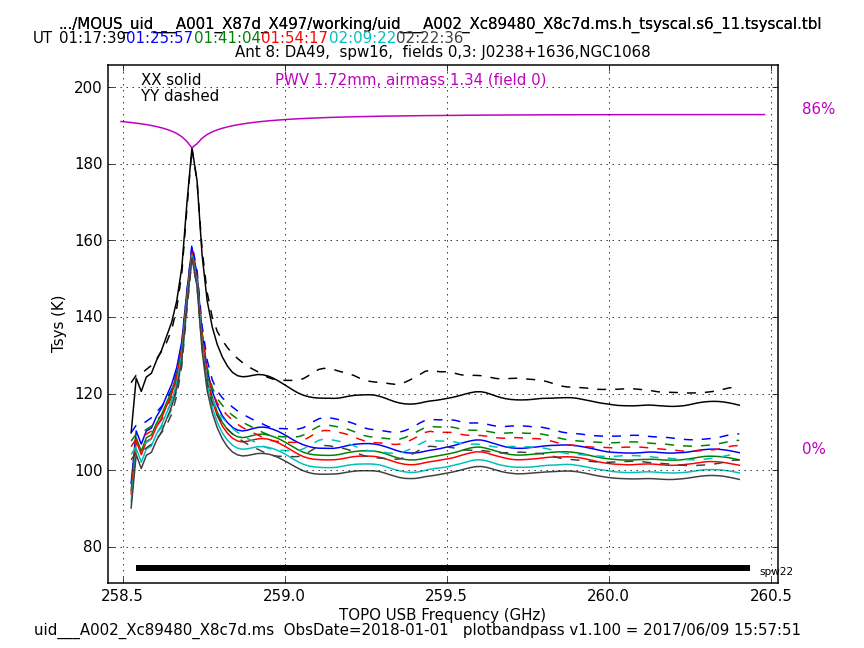 .../MOUS_uid___A001_X87d_X497/working/uid___A002_Xc89480_X8c7d.ms.h_tsyscal.s6_11.tsyscal.tbl
UT 01:17:39 01:25:57 01:41:04 01:54:17 02:09:22 02:22:36
Ant 8: DA49,  spw16,  fields 0,3: J0238+1636,NGC1068
XX solid
YY dashed
PWV 1.72mm, airmass 1.34 (field 0)
86%
0%
200
180
160
140
120
100
80
Tsys (K)
spw22
258.5 259.0 259.5 260.0 260.5
TOPO USB Frequency (GHz)
uid___A002_Xc89480_X8c7d.ms  ObsDate=2018-01-01   plotbandpass v1.100 = 2017/06/09 15:57:51